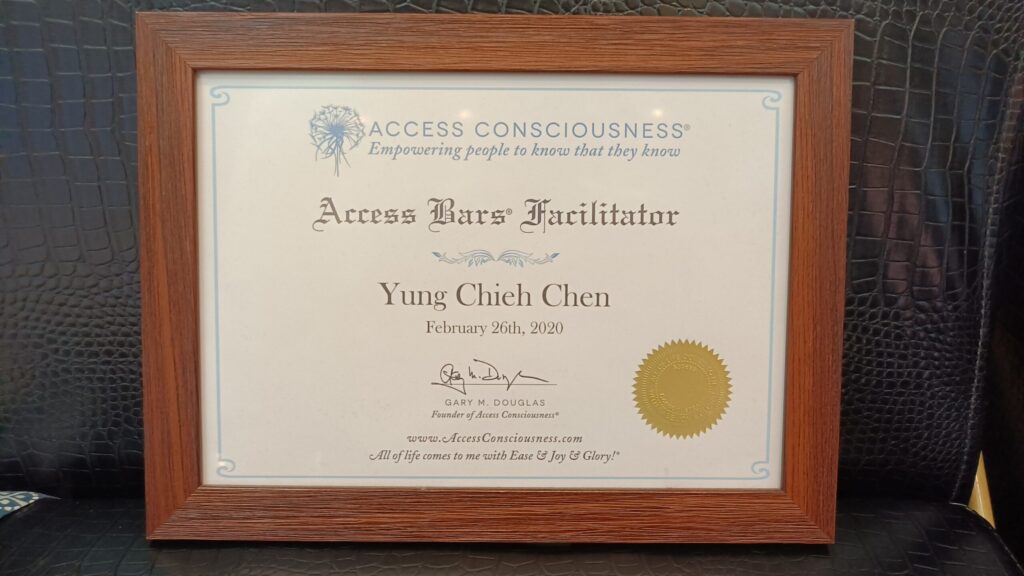 ACCESS CONSCIOUSNESS®
Empowering people to know that they know
Access Bars® Facilitator
Yung Chieh Chen
February 26th, 2020
GARY M. DOUGLAS
Founder of Access Consciousness®
www.AccessConsciousness.com
All of life comes to me with Ease & Joy & Glory!®